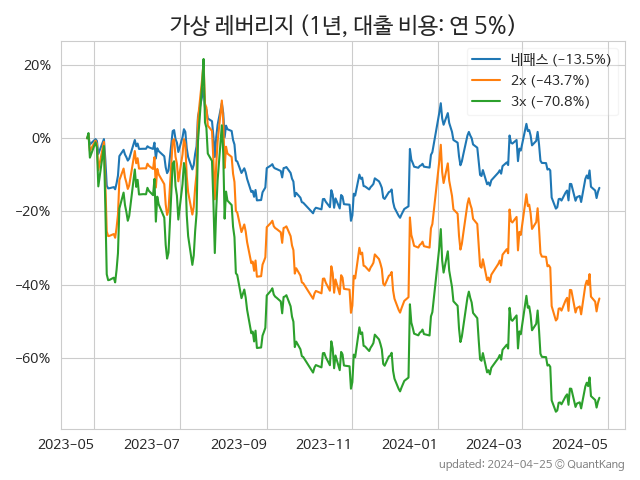 가상 레버리지 (1년, 대출 비용: 연 5%)
네패스 (−13.5%)
2x (−43.7%)
3x (−70.8%)
20%
0%
−20%
−40%
−60%
2023-05 2023-07 2023-09 2023-11 2024-01 2024-03 2024-05
updated: 2024-04-25 © QuantKang